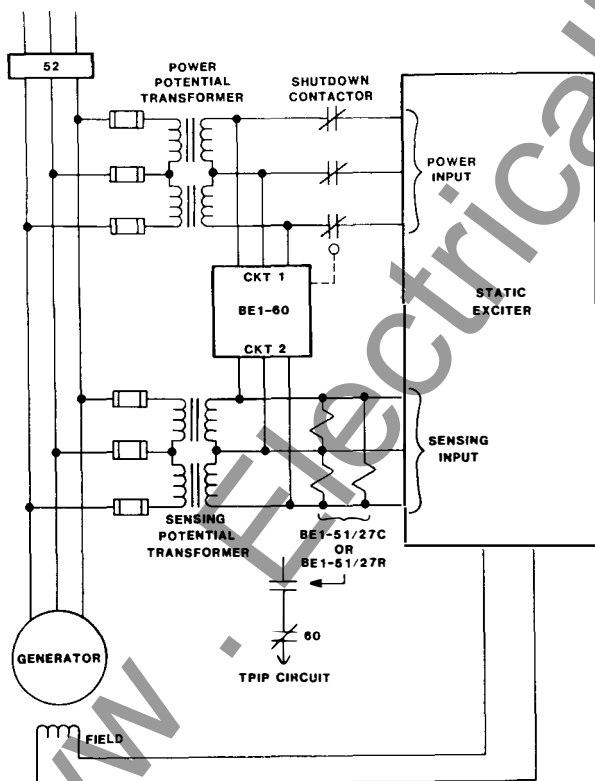 52
POWER
POTENTIAL
TRANSFORMER
SHUTDOWN
CONTACTOR
POWER
INPUT
CKT 1
BE1-60
CKT 2
STATIC
EXCITER
SENSING
INPUT
SENSING
POTENTIAL
TRANSFORMER
BE1-51/27C
OR
BE1-51/27R
60
TPIP CIRCUIT
GENERATOR
FIELD
w . Electrica